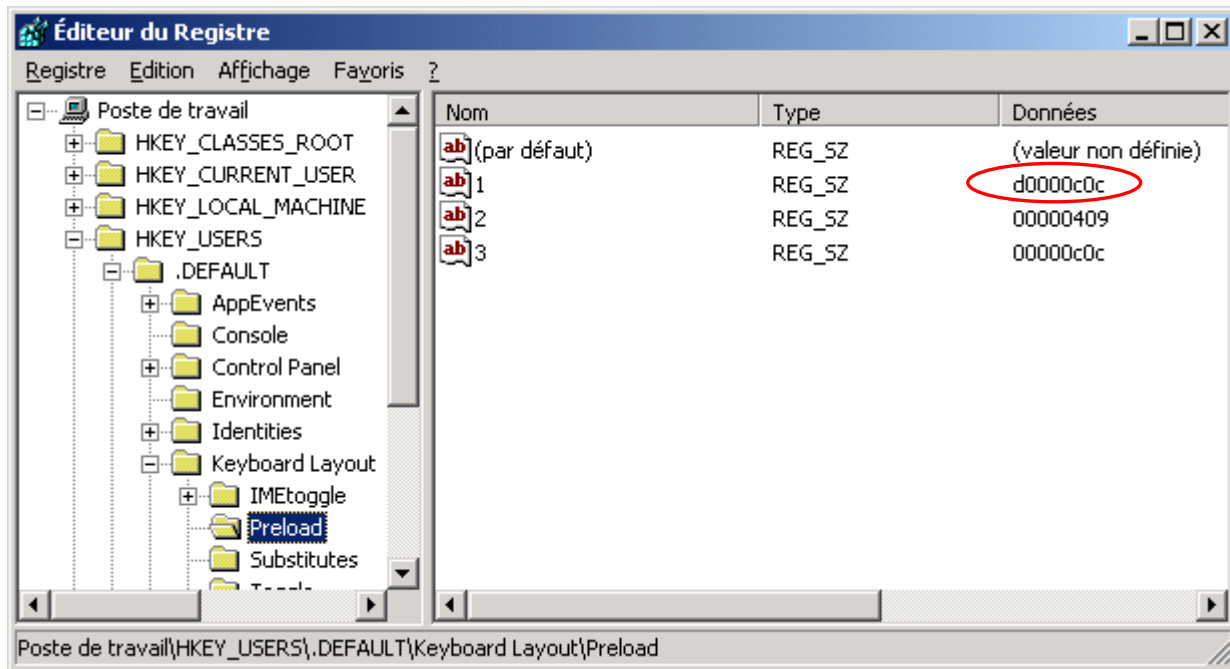 Éditeur du Registre
Registre Edition Affichage Favoris ?
Poste de travail
HKEY_CLASSES_ROOT
HKEY_CURRENT_USER
HKEY_LOCAL_MACHINE
HKEY_USERS
.DEFAULT
AppEvents
Console
Control Panel
Environment
Identities
Keyboard Layout
IMEtoggle
Preload
Substitutes
Nom Type Données
(par défaut) REG_SZ (valeur non définie)
1 REG_SZ d0000c0c
2 REG_SZ 00000409
3 REG_SZ 00000c0c
Poste de travail\HKEY_USERS\.DEFAULT\Keyboard Layout\Preload